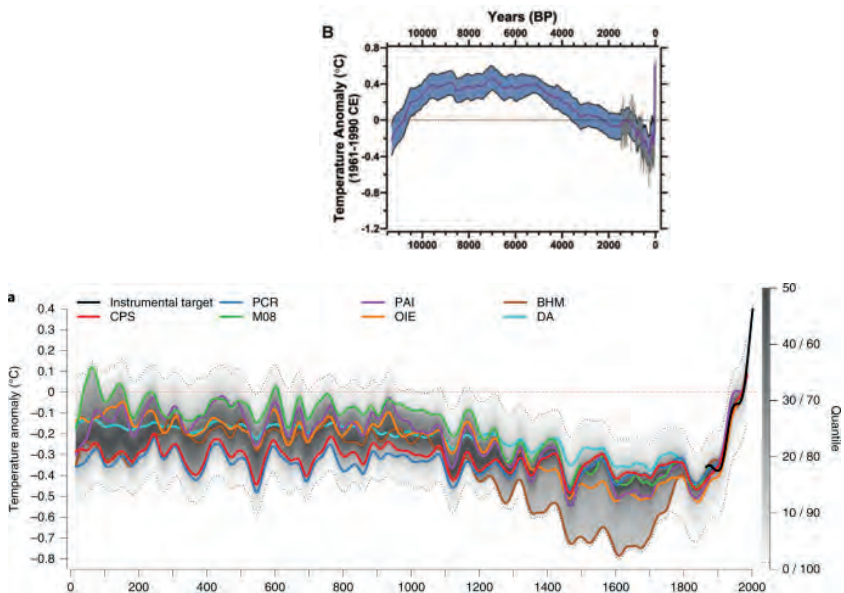 Years (BP)
B
10000 8000 6000 4000 2000 0
0.8
0.4
0
-0.4
-0.8
-1.2
Temperature Anomaly (°C)
(1961-1990 CE)
10000 8000 6000 4000 2000 0
a
Instrumental target PCR PAI BHM
CPS M08 OIE DA
0.4
0.3
0.2
0.1
0
−0.1
−0.2
−0.3
−0.4
−0.5
−0.6
−0.7
−0.8
Temperature anomaly (°C)
0 200 400 600 800 1000 1200 1400 1600 1800 2000
50
40 / 60
30 / 70
20 / 80
10 / 90
0 / 100
Quantile